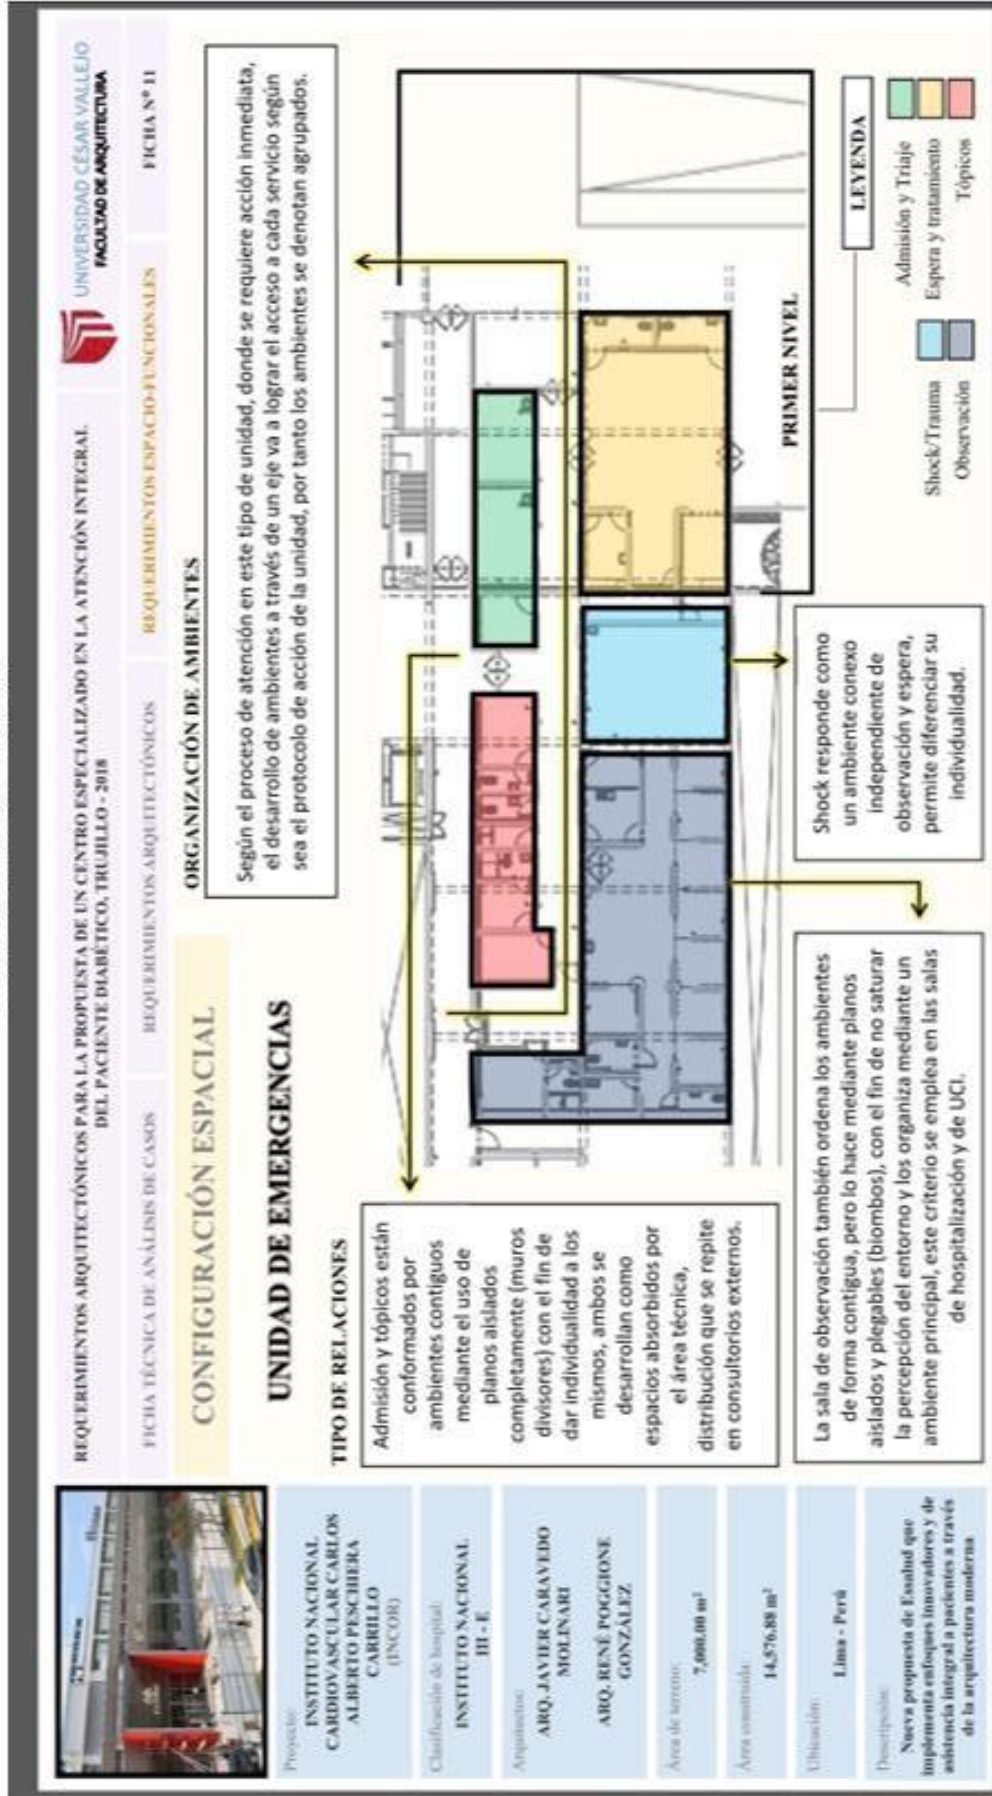 REQUERIMIENTOS ARQUITECTÓNICOS PARA LA PROPUESTA DE UN CENTRO ESPECIALIZADO EN LA ATENCIÓN INTEGRAL
DEL PACIENTE DIABÉTICO, TRUJILLO - 2018
UNIVERSIDAD CÉSAR VALLEJO
FACULTAD DE ARQUITECTURA
FICHA TÉCNICA DE ANÁLISIS DE CASOS
REQUERIMIENTOS ARQUITECTÓNICOS
REQUERIMIENTOS ESPACIO-FUNCIONALES
FICHA N° 11
Proyecto:
INSTITUTO NACIONAL
CARDIOVASCULAR CARLOS
ALBERTO PESCHIERA
CARRILLO
(INCOR)
Clasificación de hospital:
INSTITUTO NACIONAL
III - E
Arquitectos:
ARQ. JAVIER CARAVEDO
MOLINARI
ARQ. RENÉ POGGIONE
GONZÁLEZ
Área de terreno:
7,000.00 m²
Área construida:
14,576.88 m²
Ubicación:
Lima - Perú
Descripción:
Nueva propuesta de Essalud que
implementa enfoques innovadores y de
asistencia integral a pacientes a través
de la arquitectura moderna
CONFIGURACIÓN ESPACIAL
UNIDAD DE EMERGENCIAS
ORGANIZACIÓN DE AMBIENTES
Según el proceso de atención en este tipo de unidad, donde se requiere acción inmediata,
el desarrollo de ambientes a través de un eje va a lograr el acceso a cada servicio según
sea el protocolo de acción de la unidad, por tanto los ambientes se denotan agrupados.
TIPO DE RELACIONES
Admisión y tópicos están
conformados por
ambientes contiguos
mediante el uso de
planos aislados
completamente (muros
divisores) con el fin de
dar individualidad a los
mismos, ambos se
desarrollan como
espacios absorbidos por
el área técnica,
distribución que se repite
en consultorios externos.
PRIMER NIVEL
La sala de observación también ordena los ambientes
de forma contigua, pero lo hace mediante planos
aislados y plegables (biombos), con el fin de no saturar
la percepción del entorno y los organiza mediante un
ambiente principal, este criterio se emplea en las salas
de hospitalización y de UCI.
Shock responde como
un ambiente conexo
independiente de
observación y espera,
permite diferenciar su
individualidad.
LEYENDA
Shock/Trauma
Observación
Admisión y Triaje
Espera y tratamiento
Tópicos